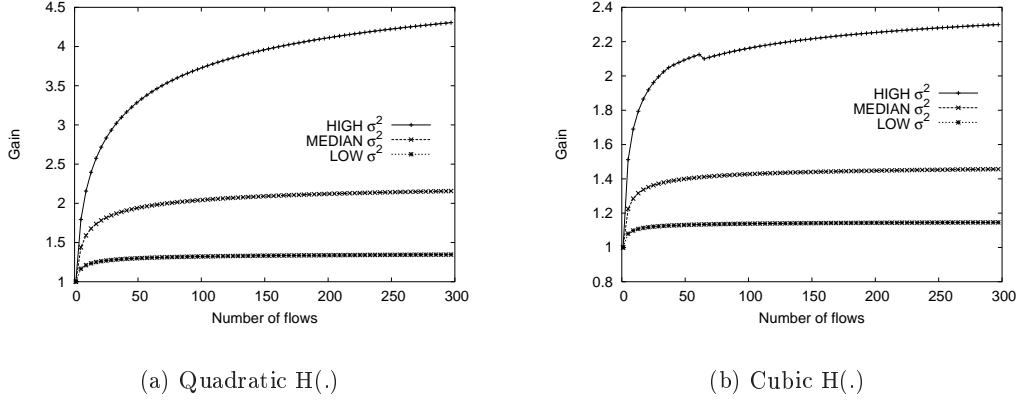 4.5
4
3.5
3
2.5
2
1.5
1
Gain
0 50 100 150 200 250 300
Number of flows
HIGH σ²
MEDIAN σ²
LOW σ²
(a) Quadratic H(.)
2.4
2.2
2
1.8
1.6
1.4
1.2
1
0.8
Gain
0 50 100 150 200 250 300
Number of flows
HIGH σ²
MEDIAN σ²
LOW σ²
(b) Cubic H(.)